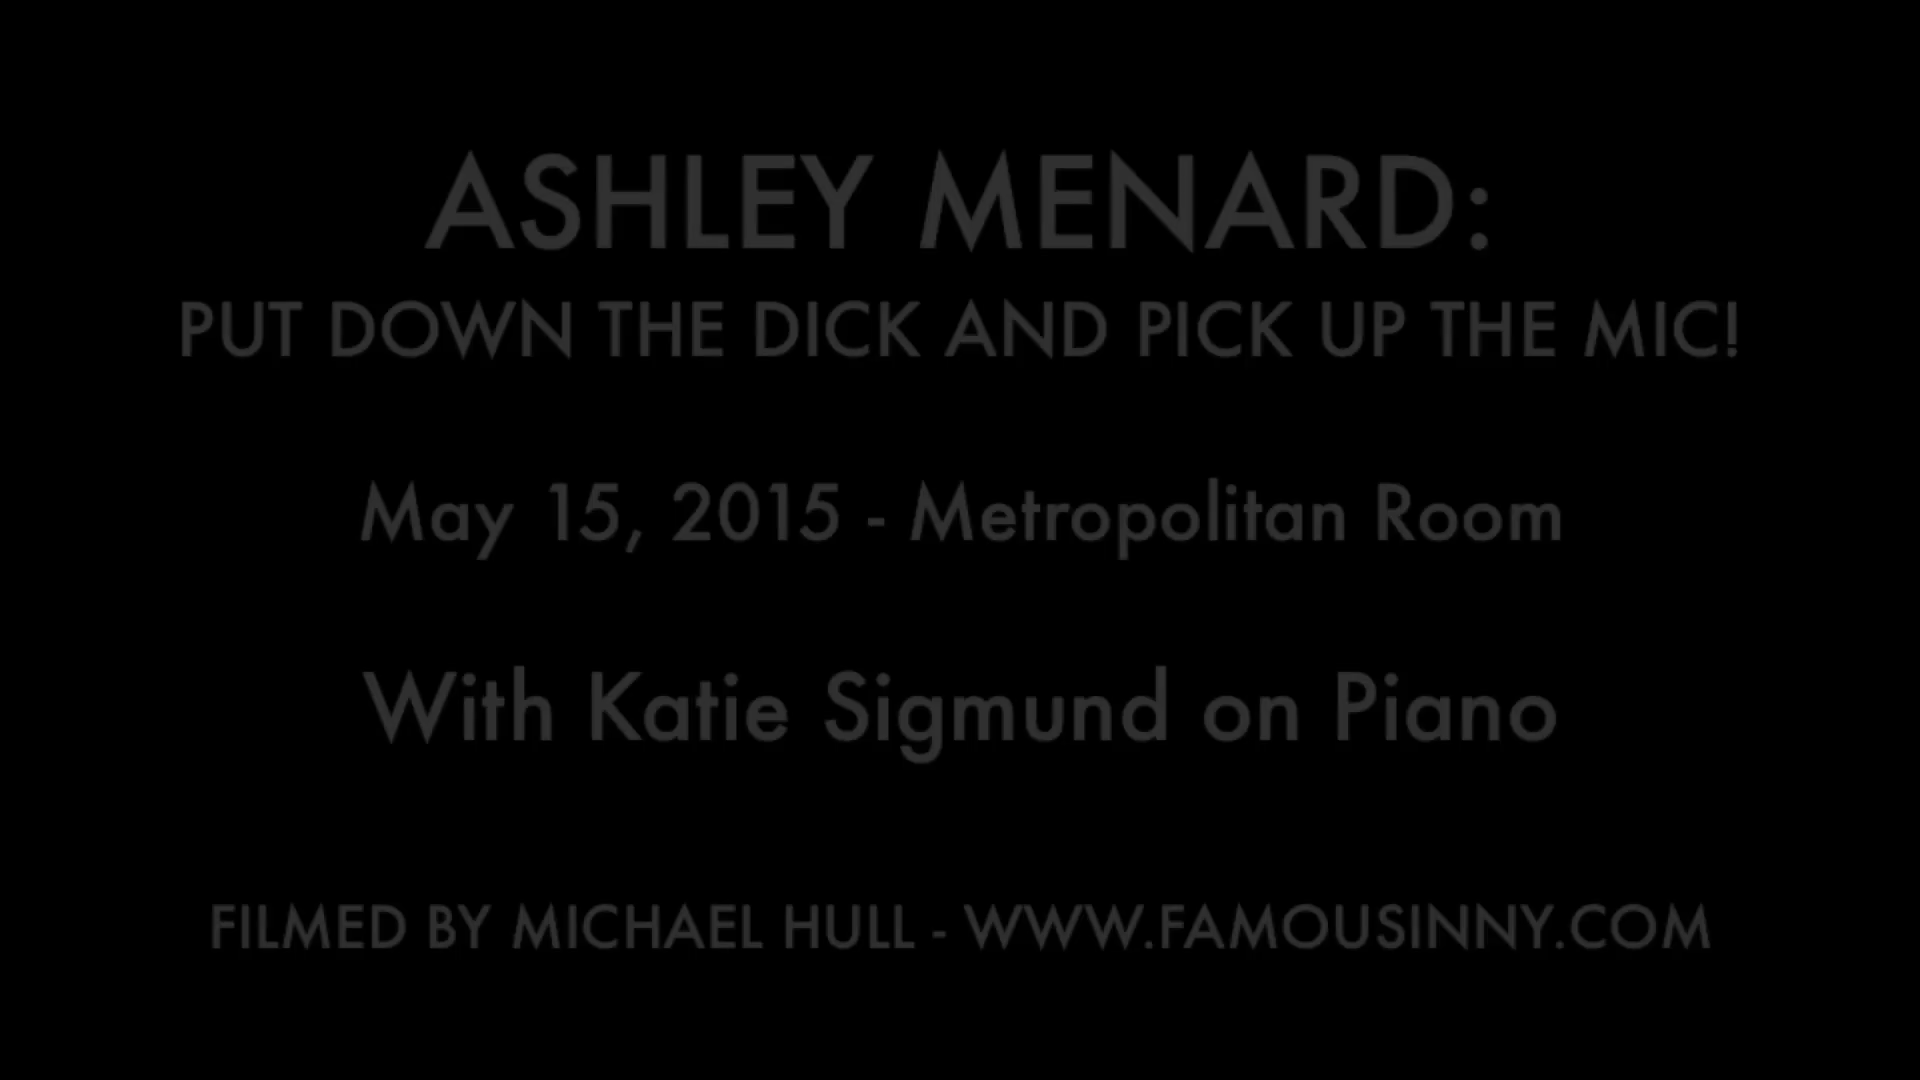 ASHLEY MENARD:
PUT DOWN THE DICK AND PICK UP THE MIC!
May 15, 2015 - Metropolitan Room
With Katie Sigmund on Piano
FILMED BY MICHAEL HULL - WWW.FAMOUSINNY.COM